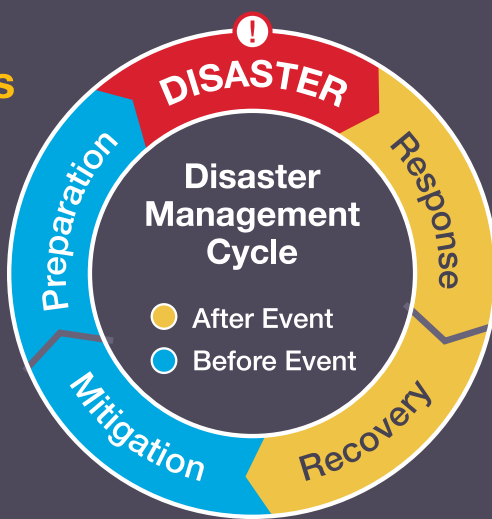 s
!
DISASTER
Response
Recovery
Mitigation
Preparation
Disaster
Management
Cycle
After Event
Before Event